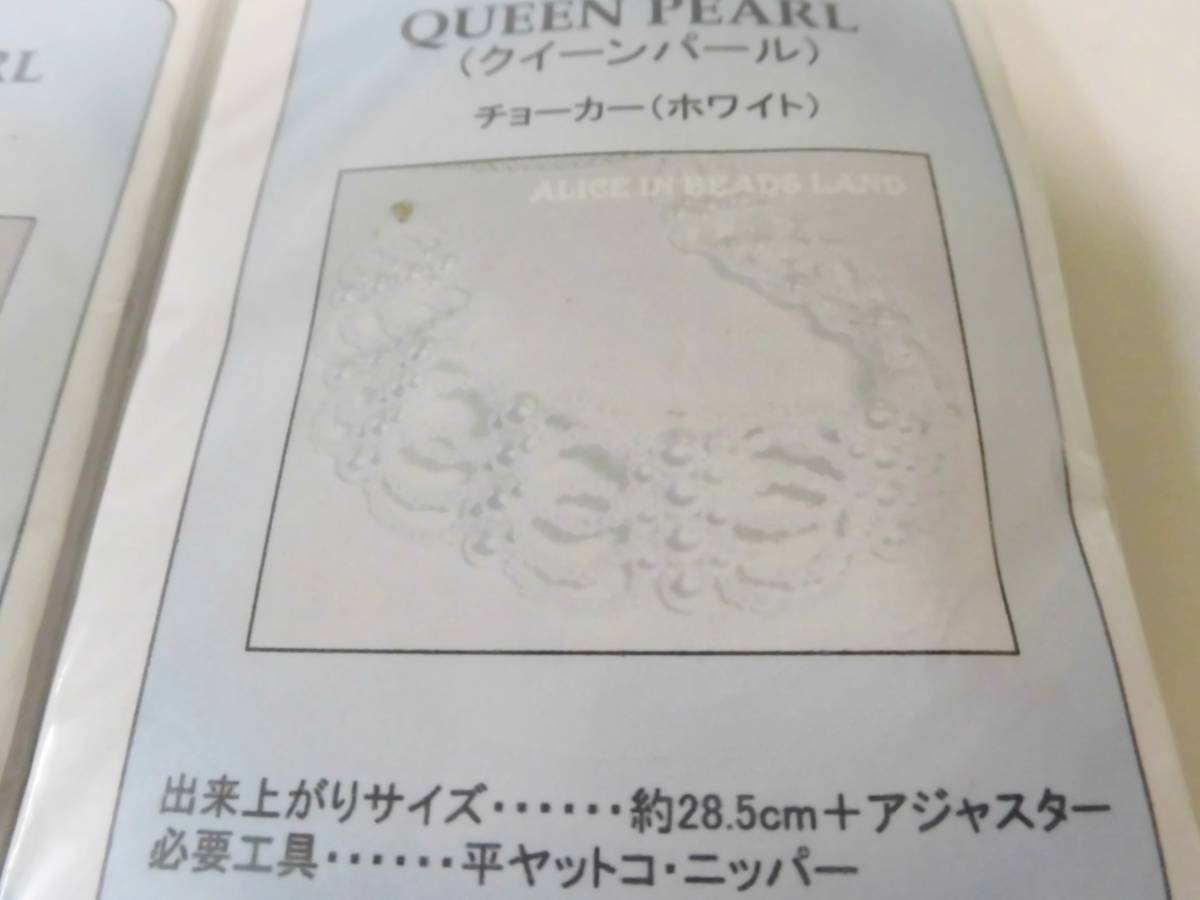 RL
QUEEN PEARL
(クイーンパール)
チョーカー(ホワイト)
ALICE IN BEADS LAND
出来上がりサイズ・・・・・・約28.5cm+アジャスター
必要工具・・・・・・平ヤットコ・ニッパー